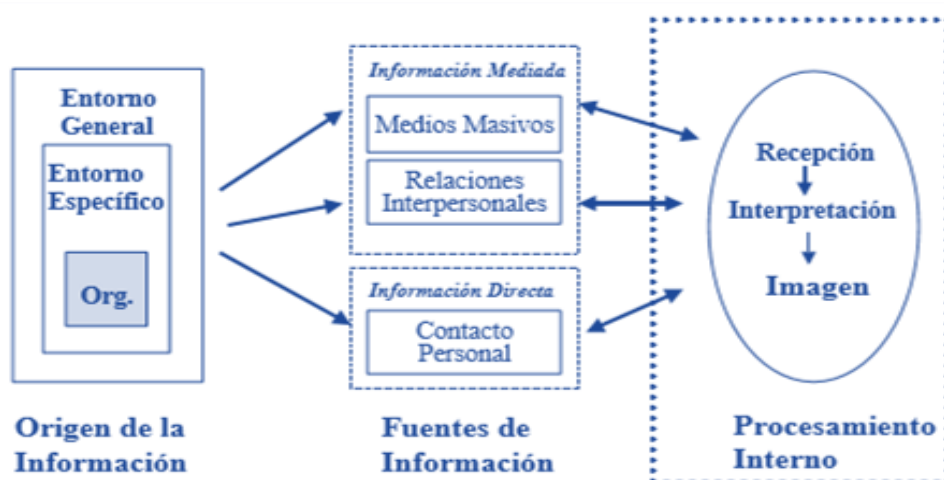 Entorno
General
Entorno
Específico
Org.
Origen de la
Información
Información Mediada
Medios Masivos
Relaciones
Interpersonales
Información Directa
Contacto
Personal
Fuentes de
Información
Recepción
Interpretación
Imagen
Procesamiento
Interno